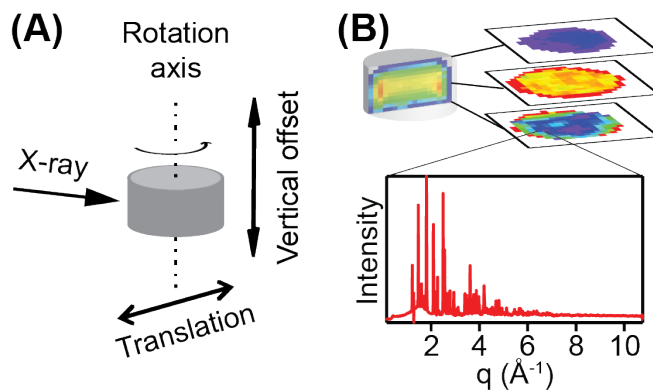 (A)
Rotation
axis
X-ray
Vertical offset
Translation
(B)
Intensity
2 4 6 8 10
q (Å-1)